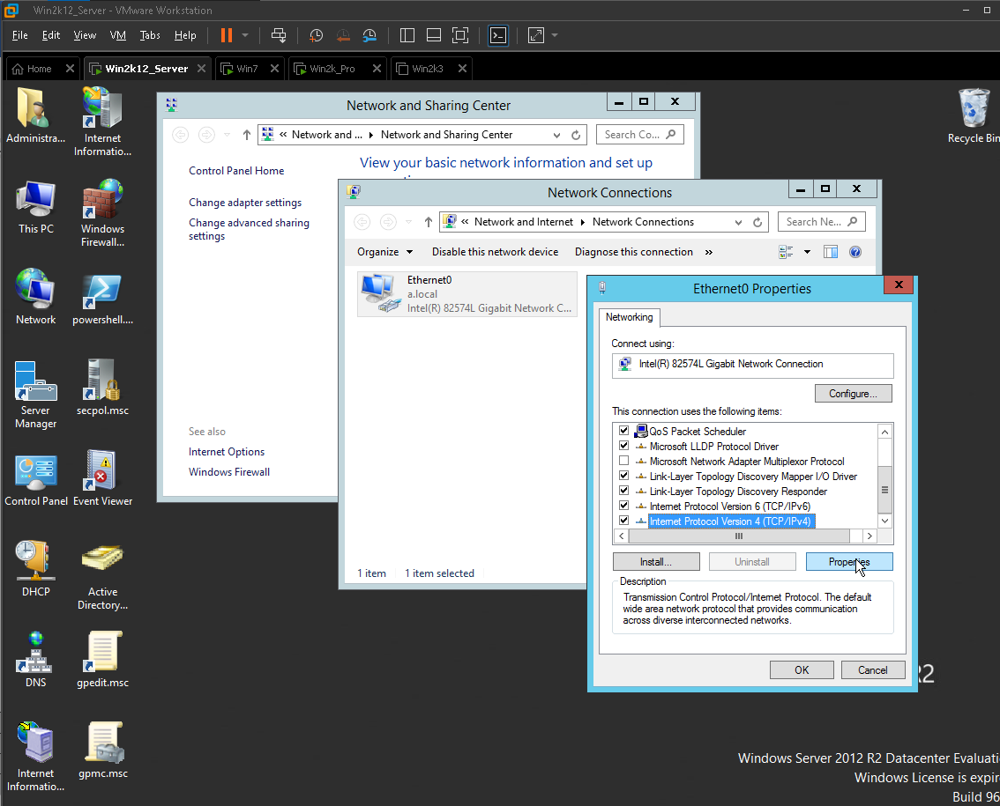 Win2k12_Server - VMware Workstation
File Edit View VM Tabs Help
Home Win2k12_Server Win7 Win2k_Pro Win2k3
Administra...
Internet
Informatio...
This PC
Windows
Firewall...
Network
powershell....
Server
Manager
secpol.msc
Control Panel
Event Viewer
DHCP
Active
Directory...
DNS
gpedit.msc
Internet
Informatio...
gpmc.msc
Recycle Bin
Network and Sharing Center
« Network and ... Network and Sharing Center
Search Co...
Control Panel Home
Change adapter settings
Change advanced sharing
settings
See also
Internet Options
Windows Firewall
View your basic network information and set up
Network Connections
« Network and Internet Network Connections
Search Ne...
Organize Disable this network device Diagnose this connection »
Ethernet0
a.local
Intel(R) 82574L Gigabit Network C...
1 item 1 item selected
Ethernet0 Properties
Networking
Connect using:
Intel(R) 82574L Gigabit Network Connection
Configure...
This connection uses the following items:
QoS Packet Scheduler
Microsoft LLDP Protocol Driver
Microsoft Network Adapter Multiplexor Protocol
Link-Layer Topology Discovery Mapper I/O Driver
Link-Layer Topology Discovery Responder
Internet Protocol Version 6 (TCP/IPv6)
Internet Protocol Version 4 (TCP/IPv4)
Install... Uninstall Properties
Description
Transmission Control Protocol/Internet Protocol. The default
wide area network protocol that provides communication
across diverse interconnected networks.
OK Cancel
R2
Windows Server 2012 R2 Datacenter Evaluati
Windows License is expir
Build 96